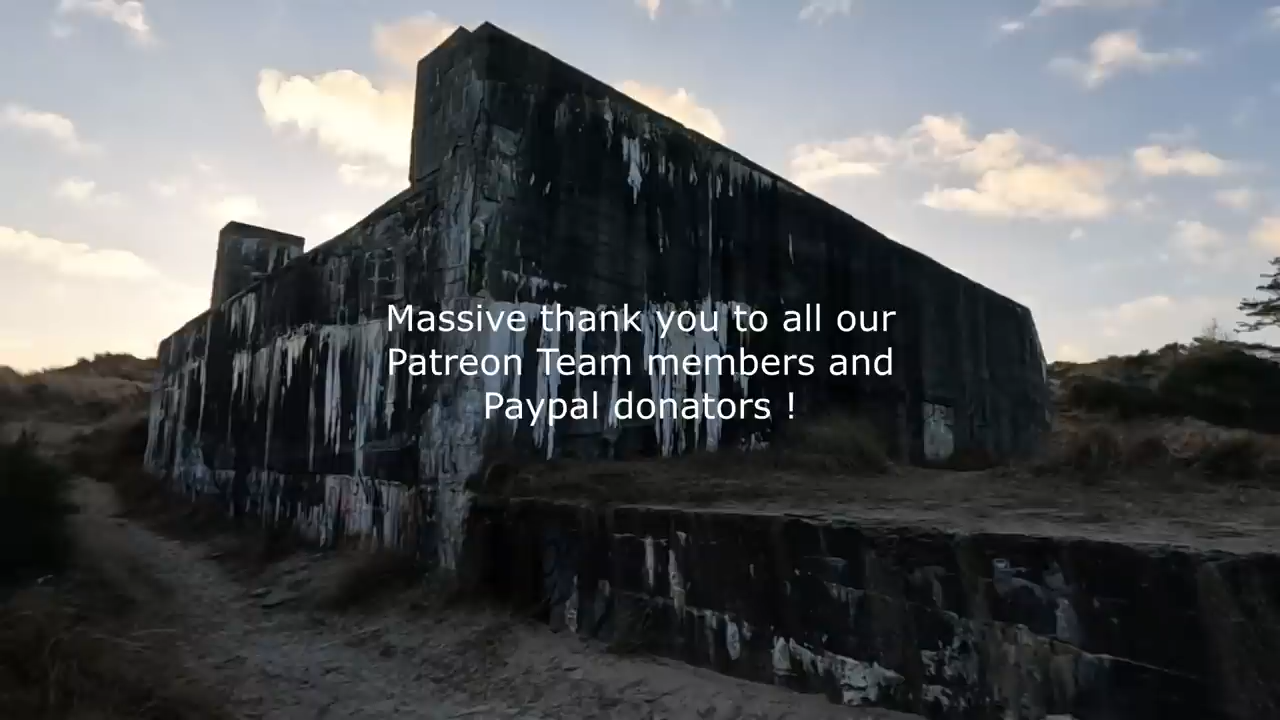 Massive thank you to all our
Patreon Team members and
Paypal donators !